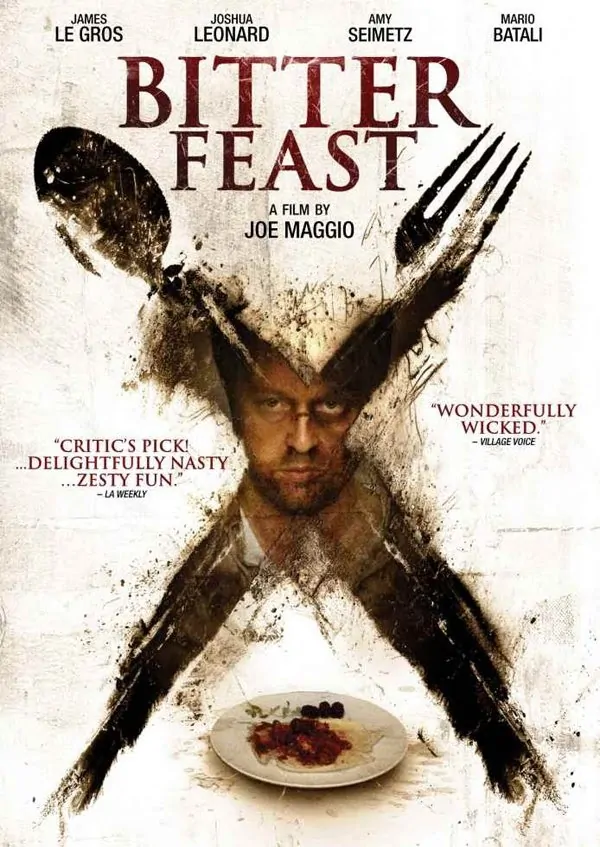 JAMES LE GROS
JOSHUA LEONARD
AMY SEIMETZ
MARIO BATALI
BITTER
FEAST
A FILM BY
JOE MAGGIO
"WONDERFULLY
WICKED."
– VILLAGE VOICE
"CRITIC'S PICK!
...DELIGHTFULLY NASTY
...ZESTY FUN."
– LA WEEKLY